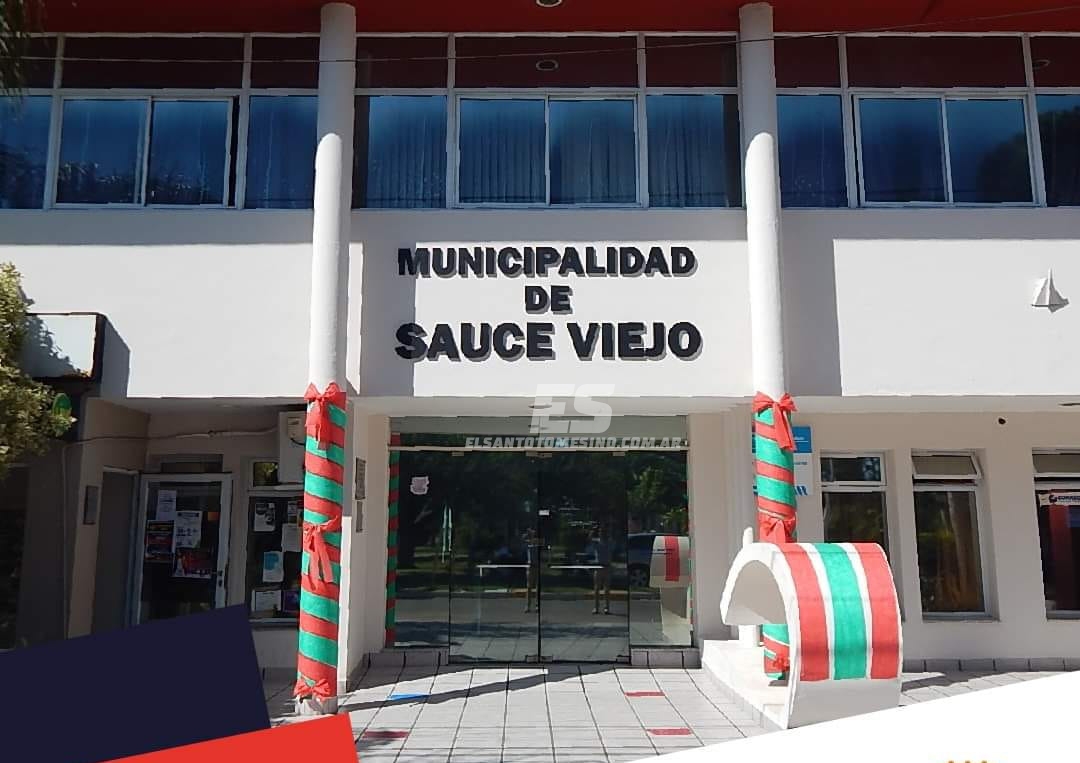 MUNICIPALIDAD
DE
SAUCE VIEJO
ES
ELSANTOTOMESINO.COM.AR